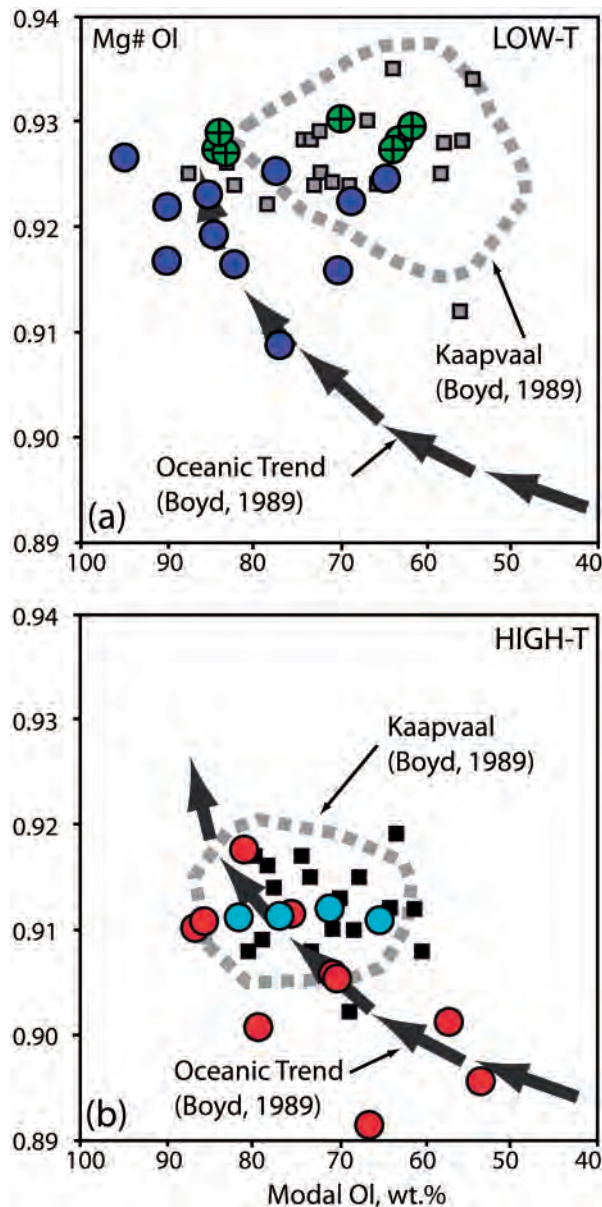 0.94
Mg# Ol
LOW-T
0.93
0.92
0.91
Kaapvaal
(Boyd, 1989)
0.90
Oceanic Trend
(Boyd, 1989)
(a)
0.89
100 90 80 70 60 50 40
0.94
HIGH-T
Kaapvaal
(Boyd, 1989)
0.93
0.92
0.91
0.90
Oceanic Trend
(Boyd, 1989)
(b)
0.89
100 90 80 70 60 50 40
Modal Ol, wt.%